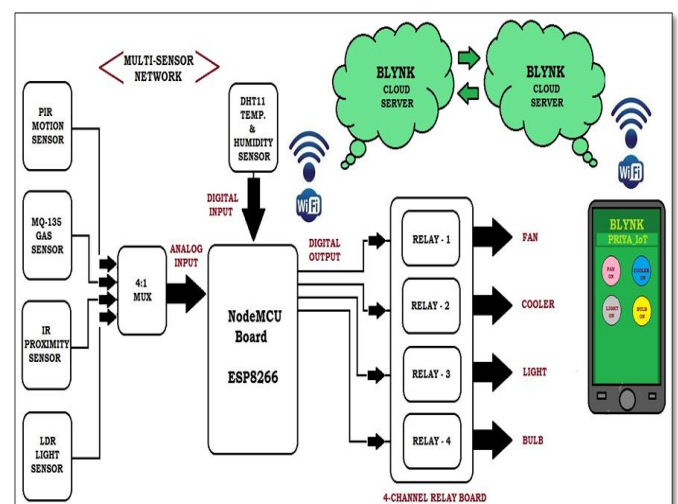 MULTI-SENSOR
NETWORK
PIR
MOTION
SENSOR
MQ-135
GAS
SENSOR
IR
PROXIMITY
SENSOR
LDR
LIGHT
SENSOR
4:1
MUX
ANALOG
INPUT
DHT11
TEMP.
&
HUMIDITY
SENSOR
DIGITAL
INPUT
WiFi
NodeMCU
Board
ESP8266
DIGITAL
OUTPUT
RELAY - 1
RELAY - 2
RELAY - 3
RELAY - 4
4-CHANNEL RELAY BOARD
FAN
COOLER
LIGHT
BULB
BLYNK
CLOUD
SERVER
BLYNK
CLOUD
SERVER
WiFi
BLYNK
PRIYA_IoT
FAN
ON
COOLER
ON
LIGHT
ON
BULB
ON